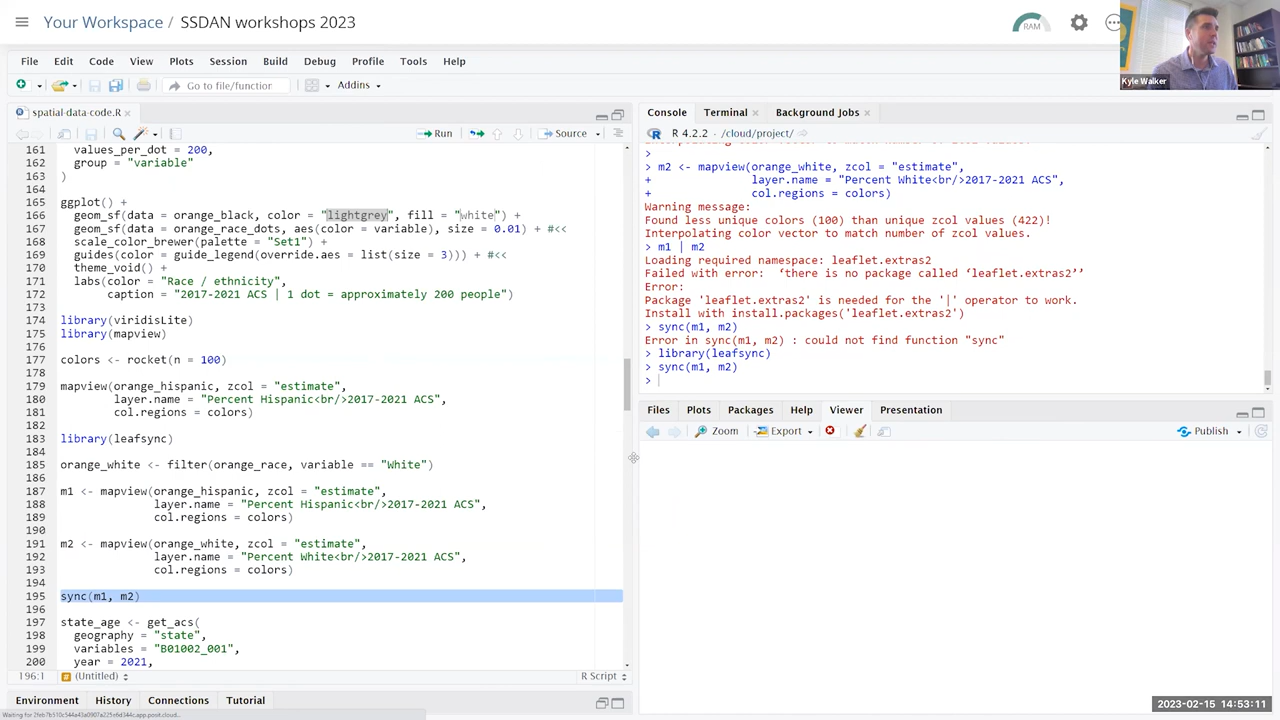 Your Workspace / SSDAN workshops 2023
RAM
Kyle Walker
File Edit Code View Plots Session Build Debug Profile Tools Help
Go to file/function Addins
spatial-data-code.R
Run Source
161 values_per_dot = 200,
162 group = "variable"
163 )
164
165 ggplot() +
166 geom_sf(data = orange_black, color = "lightgrey", fill = "white") +
167 geom_sf(data = orange_race_dots, aes(color = variable), size = 0.01) + #<<
168 scale_color_brewer(palette = "Set1") +
169 guides(color = guide_legend(override.aes = list(size = 3))) + #<<
170 theme_void() +
171 labs(color = "Race / ethnicity",
172 caption = "2017-2021 ACS | 1 dot = approximately 200 people")
173
174 library(viridisLite)
175 library(mapview)
176
177 colors <- rocket(n = 100)
178
179 mapview(orange_hispanic, zcol = "estimate",
180 layer.name = "Percent Hispanic<br/>2017-2021 ACS",
181 col.regions = colors)
182
183 library(leafsync)
184
185 orange_white <- filter(orange_race, variable == "White")
186
187 m1 <- mapview(orange_hispanic, zcol = "estimate",
188 layer.name = "Percent Hispanic<br/>2017-2021 ACS",
189 col.regions = colors)
190
191 m2 <- mapview(orange_white, zcol = "estimate",
192 layer.name = "Percent White<br/>2017-2021 ACS",
193 col.regions = colors)
194
195 sync(m1, m2)
196
197 state_age <- get_acs(
198 geography = "state",
199 variables = "B01002_001",
200 year = 2021,
196:1 # (Untitled) R Script
Environment History Connections Tutorial
Console Terminal Background Jobs
R 4.2.2 · /cloud/project/
>
> m2 <- mapview(orange_white, zcol = "estimate",
+ layer.name = "Percent White<br/>2017-2021 ACS",
+ col.regions = colors)
Warning message:
Found less unique colors (100) than unique zcol values (422)!
Interpolating color vector to match number of zcol values.
> m1 | m2
Loading required namespace: leaflet.extras2
Failed with error: ‘there is no package called ‘leaflet.extras2’’
Error:
Package 'leaflet.extras2' is needed for the '|' operator to work.
Install with install.packages('leaflet.extras2')
> sync(m1, m2)
Error in sync(m1, m2) : could not find function "sync"
> library(leafsync)
> sync(m1, m2)
>
Files Plots Packages Help Viewer Presentation
Zoom Export Publish
2023-02-15 14:53:11